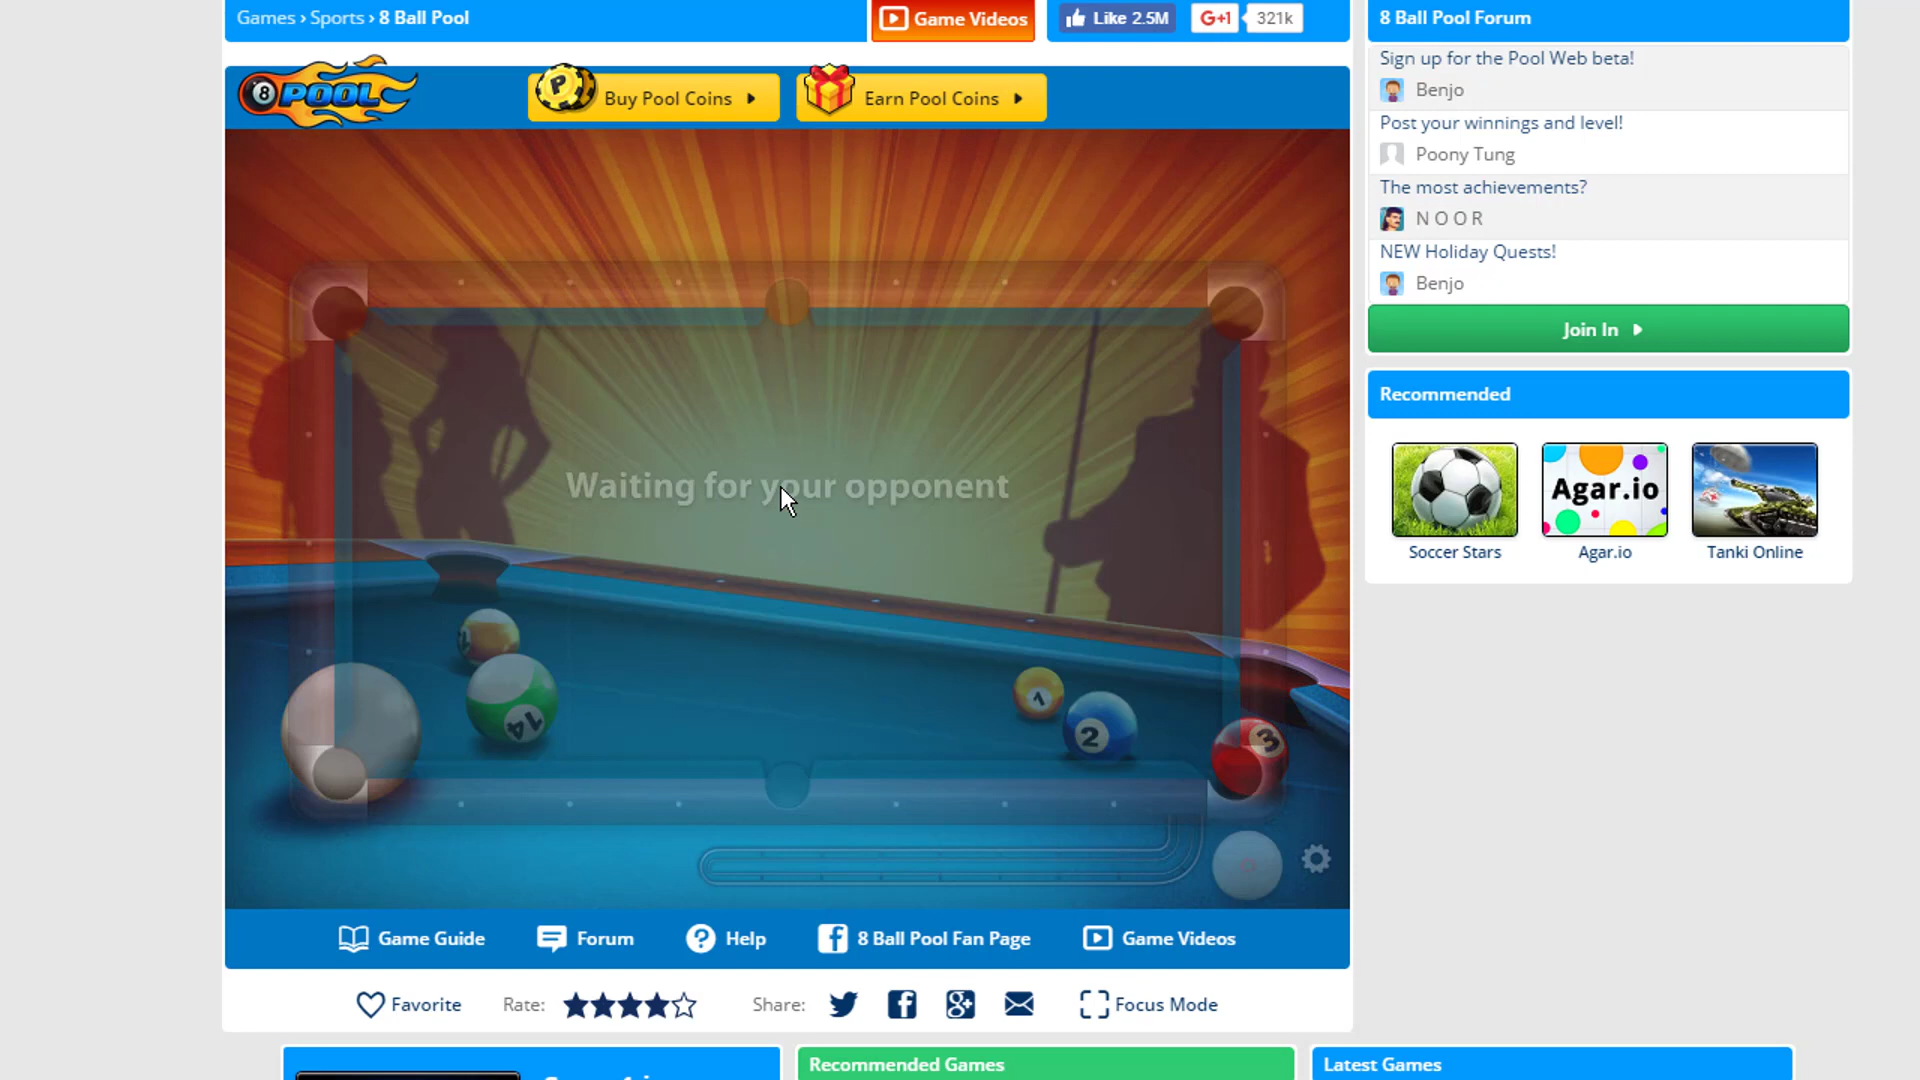 Games › Sports › 8 Ball Pool
Game Videos
Like 2.5M
G+1
321k
8 Ball Pool Forum
Sign up for the Pool Web beta!
Benjo
Post your winnings and level!
Poony Tung
The most achievements?
N O O R
NEW Holiday Quests!
Benjo
Join In
8 POOL
P
Buy Pool Coins
Earn Pool Coins
Recommended
Agar.io
Soccer Stars
Agar.io
Tanki Online
Waiting for your opponent
14
1
2
3
Game Guide
Forum
Help
8 Ball Pool Fan Page
Game Videos
Favorite
Rate:
Share:
Focus Mode
Recommended Games
Latest Games